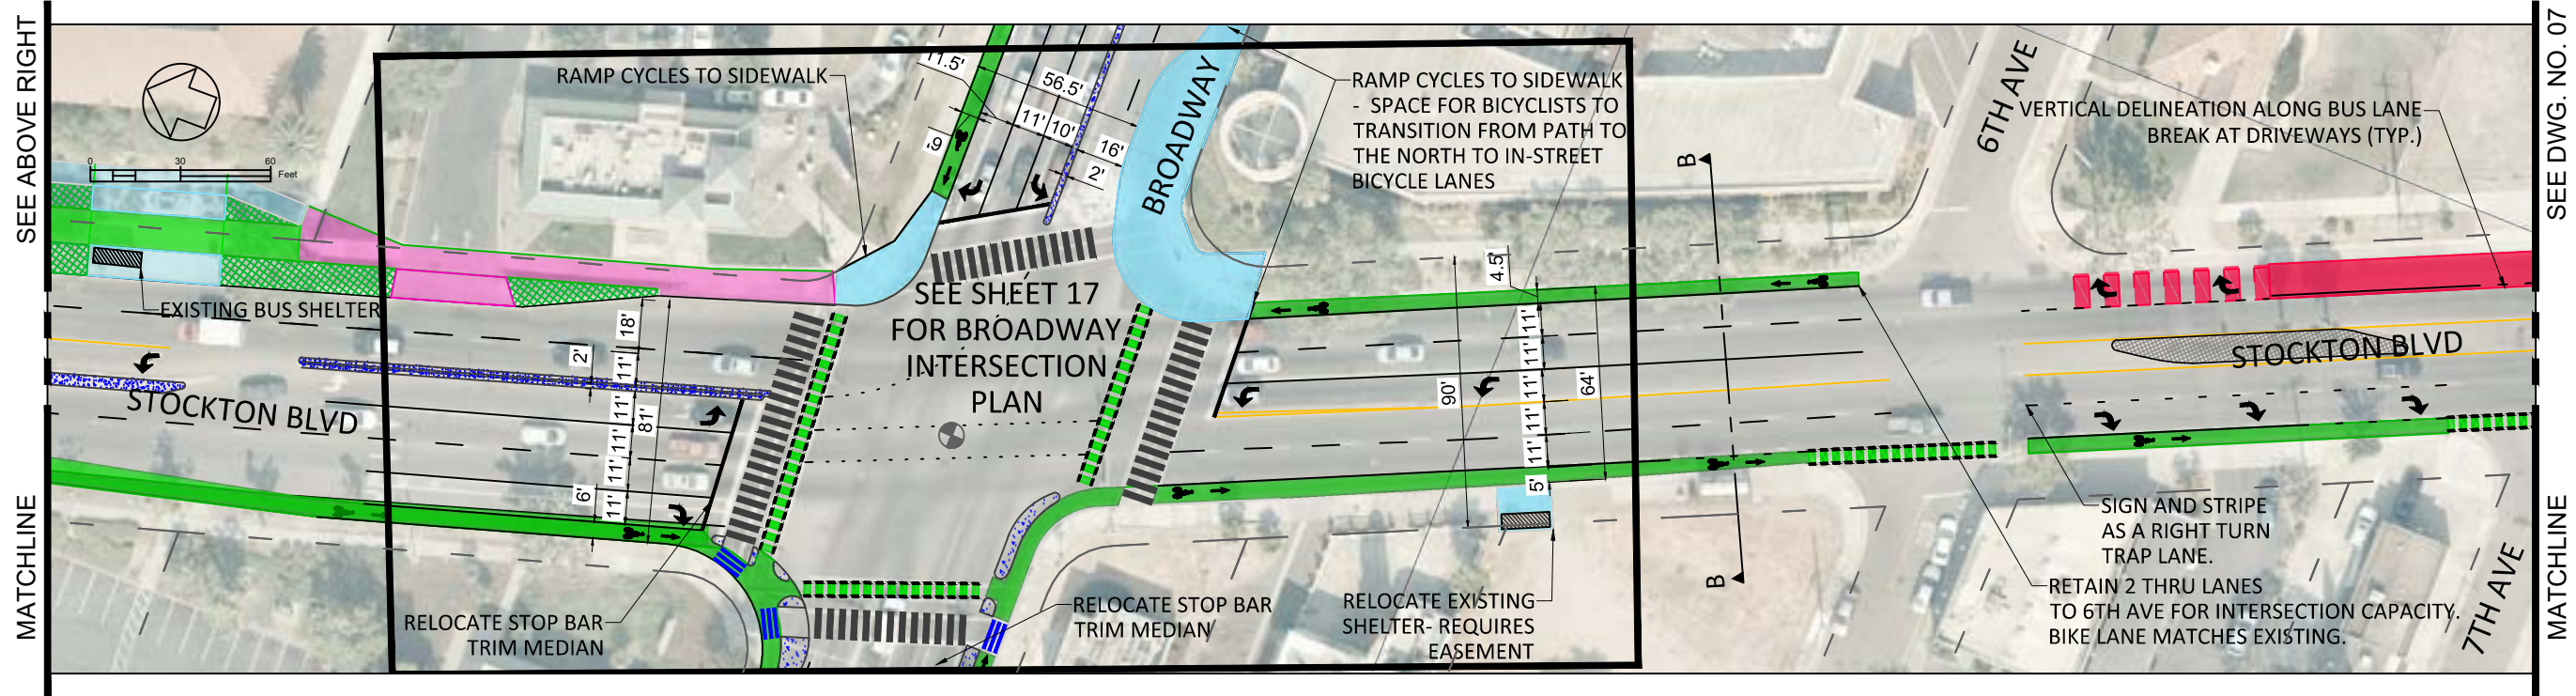 SEE ABOVE RIGHT
MATCHLINE
0 30 60
Feet
RAMP CYCLES TO SIDEWALK
11.5'
56.5'
11'
10'
16'
2'
6'
BROADWAY
RAMP CYCLES TO SIDEWALK
- SPACE FOR BICYCLISTS TO
TRANSITION FROM PATH TO
THE NORTH TO IN-STREET
BICYCLE LANES
B
6TH AVE
VERTICAL DELINEATION ALONG BUS LANE
BREAK AT DRIVEWAYS (TYP.)
SEE DWG. NO. 07
MATCHLINE
EXISTING BUS SHELTER
STOCKTON BLVD
2'
18'
11'
11'
11'
11'
11'
81'
6'
SEE SHEET 17
FOR BROADWAY
INTERSECTION
PLAN
4.5'
11'
11'
11'
11'
11'
5'
90'
64'
STOCKTON BLVD
RELOCATE STOP BAR
TRIM MEDIAN
RELOCATE STOP BAR
TRIM MEDIAN
RELOCATE EXISTING
SHELTER- REQUIRES
EASEMENT
B
SIGN AND STRIPE
AS A RIGHT TURN
TRAP LANE.
RETAIN 2 THRU LANES
TO 6TH AVE FOR INTERSECTION CAPACITY.
BIKE LANE MATCHES EXISTING.
7TH AVE